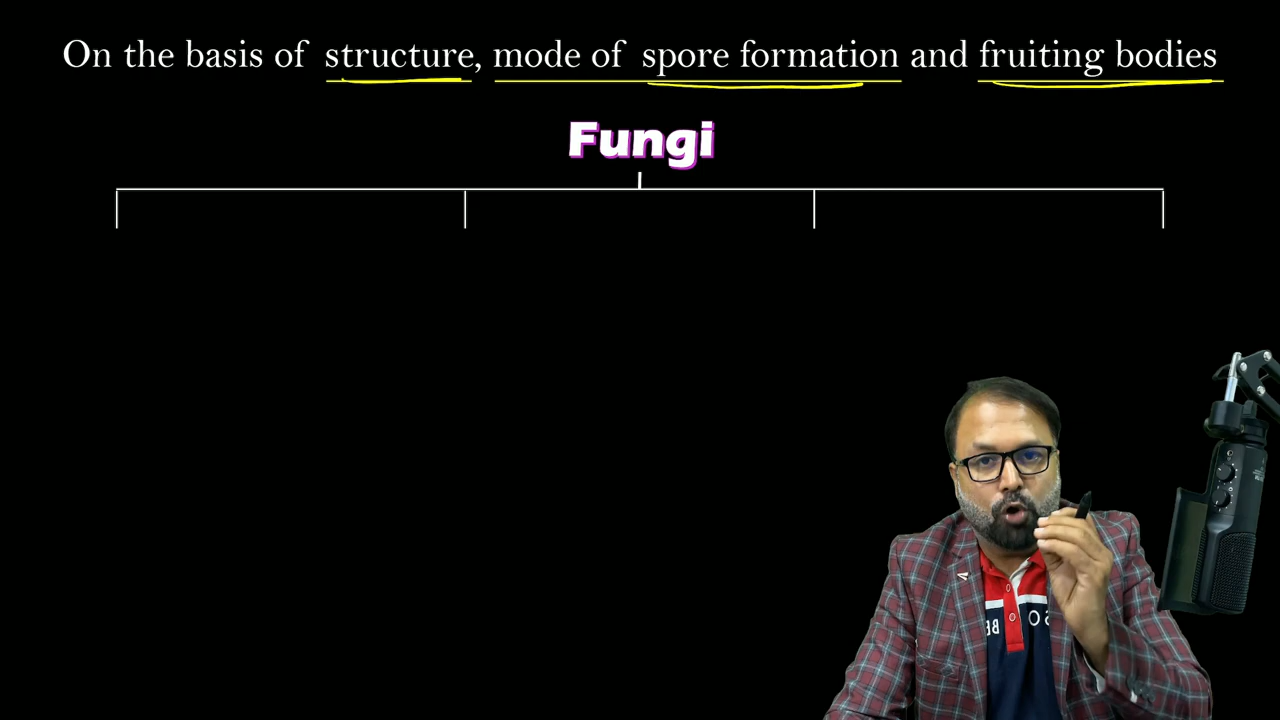 On the basis of structure, mode of spore formation and fruiting bodies
Fungi